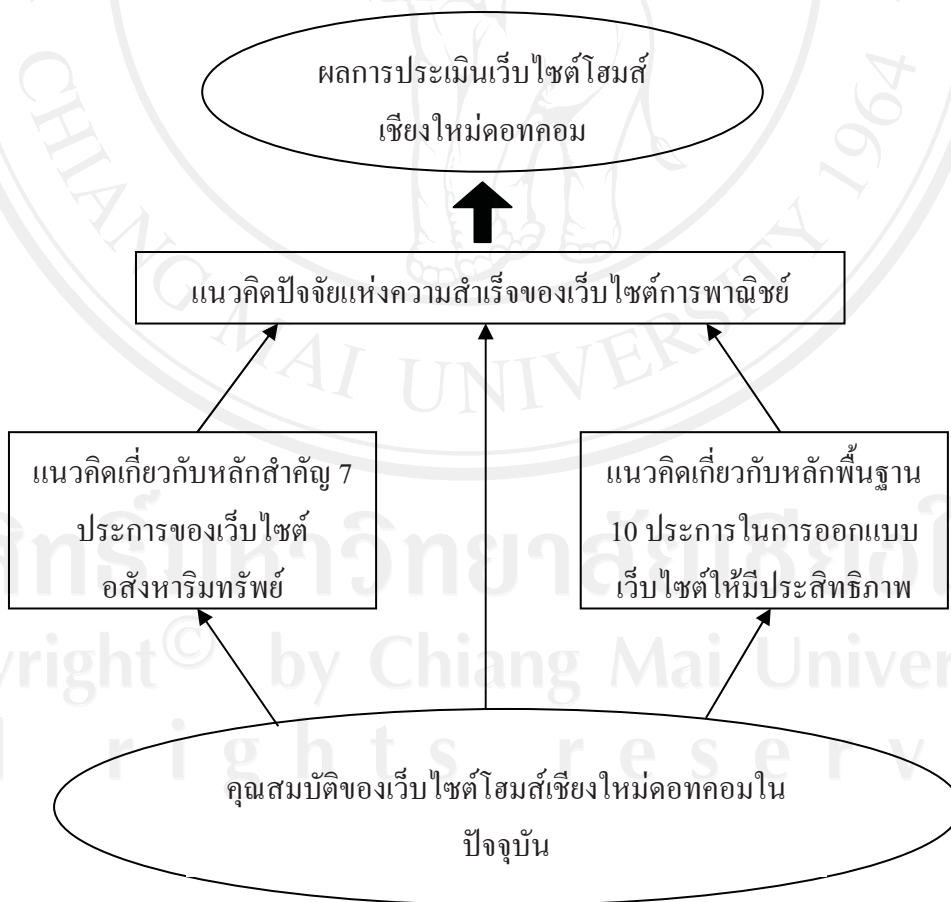 ผลการประเมินเว็บไซต์โฮมส์
เชียงใหม่ดอทคอม
แนวคิดปัจจัยแห่งความสำเร็จของเว็บไซต์การพาณิชย์
แนวคิดเกี่ยวกับหลักสำคัญ 7
ประการของเว็บไซต์
อสังหาริมทรัพย์
แนวคิดเกี่ยวกับหลักพื้นฐาน
10 ประการในการออกแบบ
เว็บไซต์ให้มีประสิทธิภาพ
คุณสมบัติของเว็บไซต์โฮมส์เชียงใหม่ดอทคอมใน
ปัจจุบัน
CHIANG MAI UNIVERSITY 1964
by Chiang Mai
rights reserv